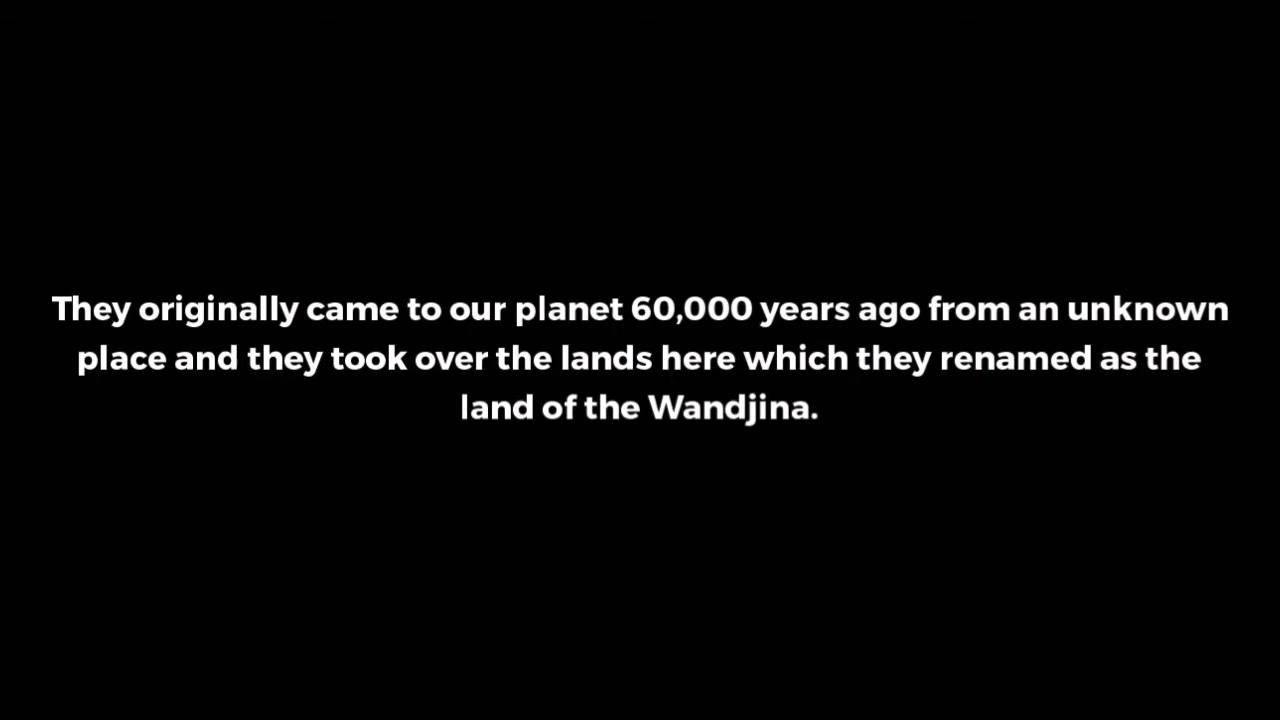 They originally came to our planet 60,000 years ago from an unknown
place and they took over the lands here which they renamed as the
land of the Wandjina.